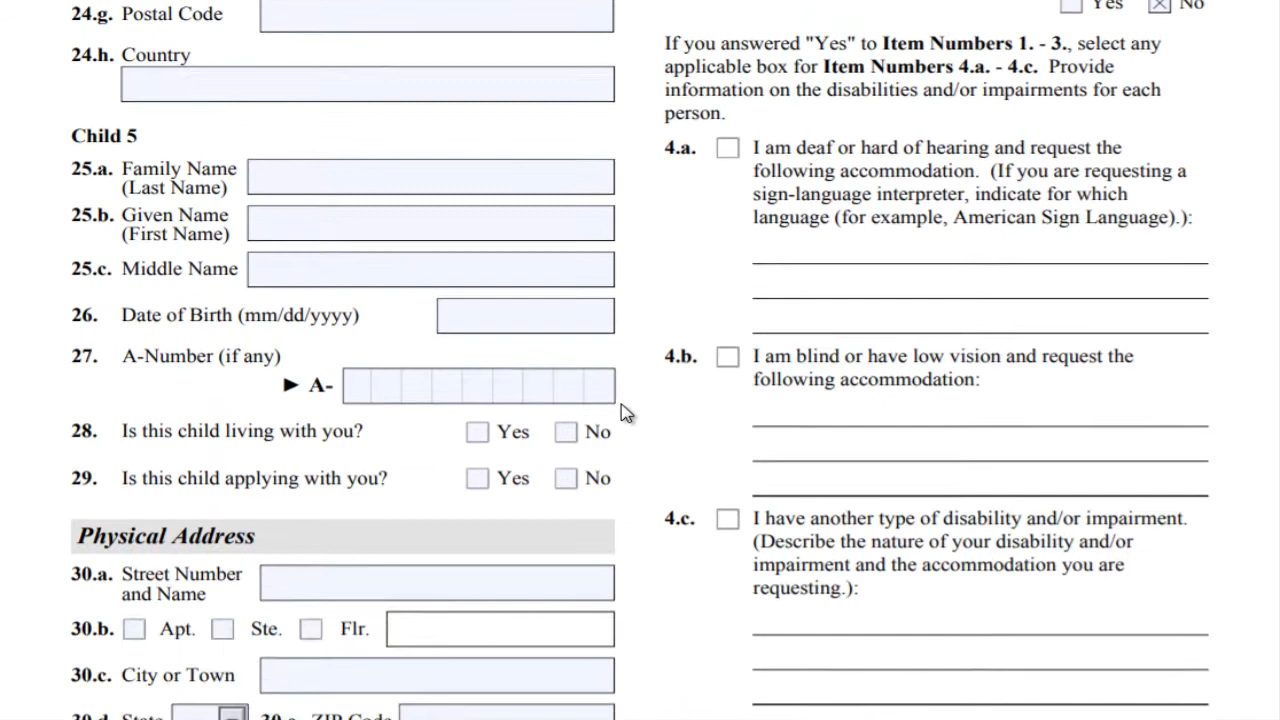 24.g. Postal Code
24.h. Country
Child 5
25.a. Family Name
(Last Name)
25.b. Given Name
(First Name)
25.c. Middle Name
26. Date of Birth (mm/dd/yyyy)
27. A-Number (if any)
► A-
28. Is this child living with you? Yes No
29. Is this child applying with you? Yes No
Physical Address
30.a. Street Number
and Name
30.b. Apt. Ste. Flr.
30.c. City or Town
30.d. State 30.e. ZIP Code
Yes No
If you answered "Yes" to Item Numbers 1. - 3., select any
applicable box for Item Numbers 4.a. - 4.c. Provide
information on the disabilities and/or impairments for each
person.
4.a. I am deaf or hard of hearing and request the
following accommodation. (If you are requesting a
sign-language interpreter, indicate for which
language (for example, American Sign Language).):
4.b. I am blind or have low vision and request the
following accommodation:
4.c. I have another type of disability and/or impairment.
(Describe the nature of your disability and/or
impairment and the accommodation you are
requesting.):